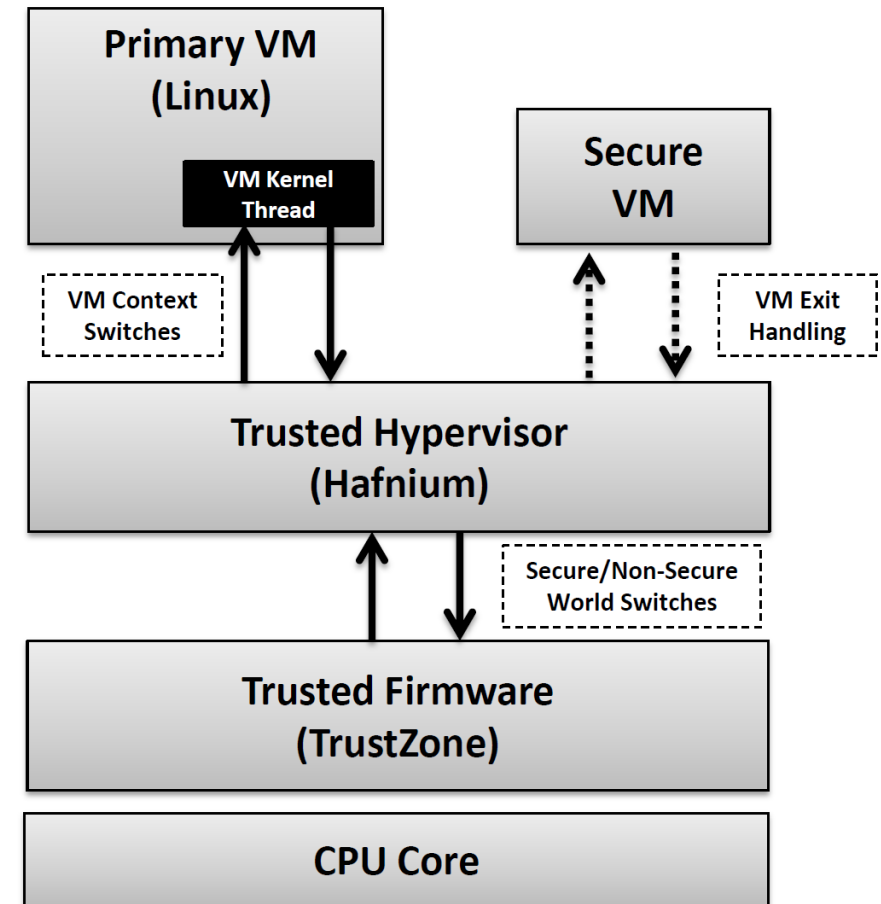 Primary VM
(Linux)
VM Kernel
Thread
Secure
VM
VM Context
Switches
VM Exit
Handling
Trusted Hypervisor
(Hafnium)
Secure/Non-Secure
World Switches
Trusted Firmware
(TrustZone)
CPU Core